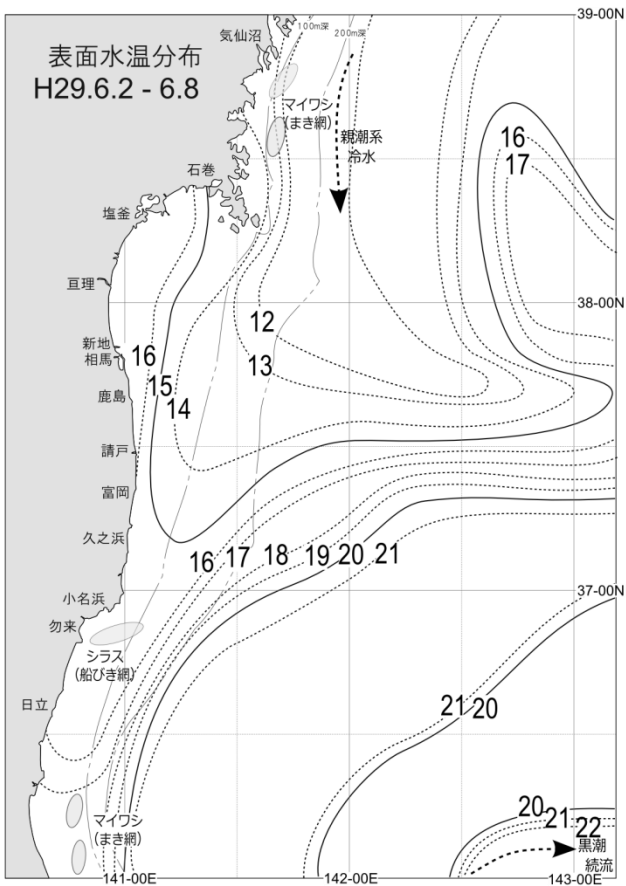 39-00N
気仙沼
100m深
200m深
表面水温分布
H29.6.2 - 6.8
マイワシ
(まき網)
親潮系
冷水
16
17
石巻
塩釜
亘理
38-00N
12
新地
16
相馬
13
15
鹿島
14
請戸
富岡
久之浜
16
17
18
19
20
21
小名浜
37-00N
勿来
シラス
(船びき網)
日立
21
20
20
21
22
マイワシ
(まき網)
黒潮
続流
141-00E
142-00E
143-00E